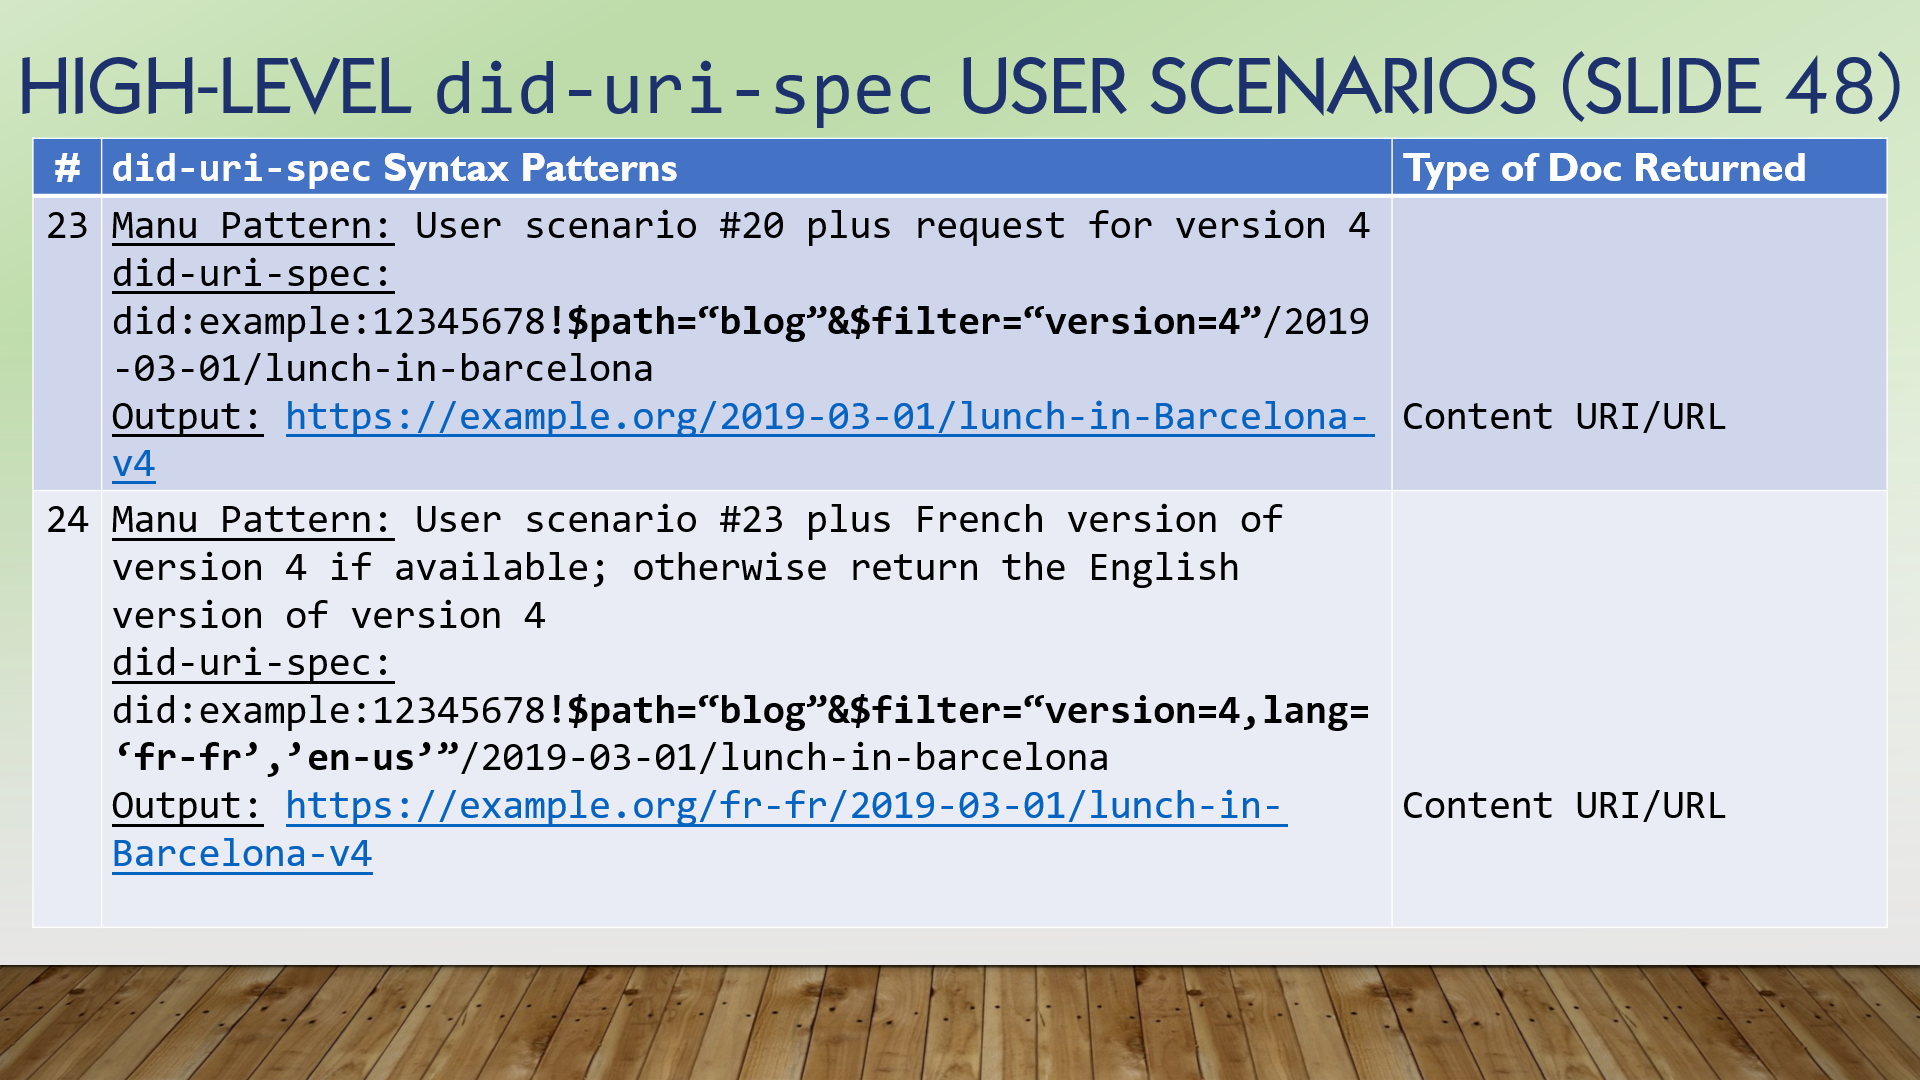 HIGH-LEVEL did-uri-spec USER SCENARIOS (SLIDE 48)
# did-uri-spec Syntax Patterns Type of Doc Returned
23 Manu Pattern: User scenario #20 plus request for version 4
did-uri-spec:
did:example:12345678!$path=“blog”&$filter=“version=4”/2019
-03-01/lunch-in-barcelona
Output: https://example.org/2019-03-01/lunch-in-Barcelona- Content URI/URL
v4
24 Manu Pattern: User scenario #23 plus French version of
version 4 if available; otherwise return the English
version of version 4
did-uri-spec:
did:example:12345678!$path=“blog”&$filter=“version=4,lang=
‘fr-fr’,’en-us’”/2019-03-01/lunch-in-barcelona
Output: https://example.org/fr-fr/2019-03-01/lunch-in- Content URI/URL
Barcelona-v4